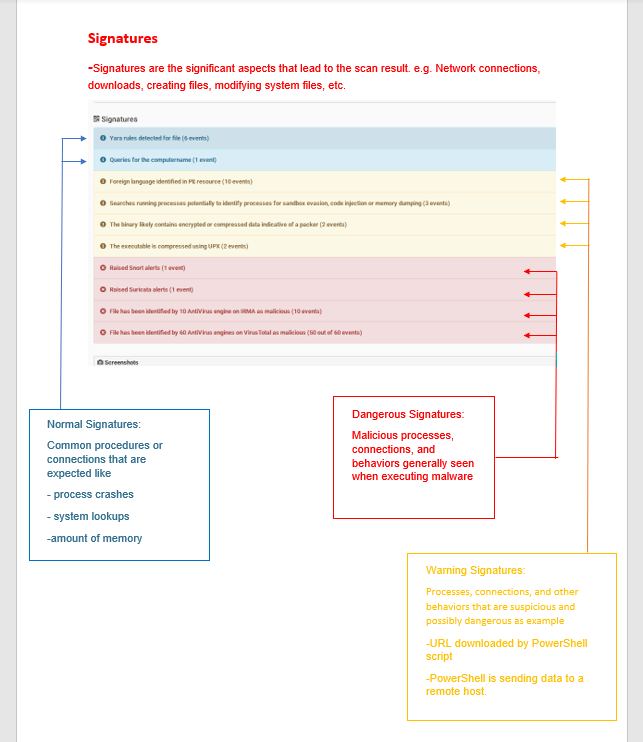 Signatures
-Signatures are the significant aspects that lead to the scan result. e.g. Network connections,
downloads, creating files, modifying system files, etc.
Signatures
Yara rules detected for file (6 events)
Queries for the computername (1 event)
Foreign language identified in PE resource (10 events)
Searches running processes potentially to identify processes for sandbox evasion, code injection or memory dumping (3 events)
The binary likely contains encrypted or compressed data indicative of a packer (2 events)
The executable is compressed using UPX (2 events)
Raised Snort alerts (1 event)
Raised Suricata alerts (1 event)
File has been identified by 10 AntiVirus engine on IRMA as malicious (10 events)
File has been identified by 60 AntiVirus engines on VirusTotal as malicious (50 out of 60 events)
Screenshots
Normal Signatures:
Common procedures or
connections that are
expected like
- process crashes
- system lookups
-amount of memory
Dangerous Signatures:
Malicious processes,
connections, and
behaviors generally seen
when executing malware
Warning Signatures:
Processes, connections, and other
behaviors that are suspicious and
possibly dangerous as example
-URL downloaded by PowerShell
script
-PowerShell is sending data to a
remote host.